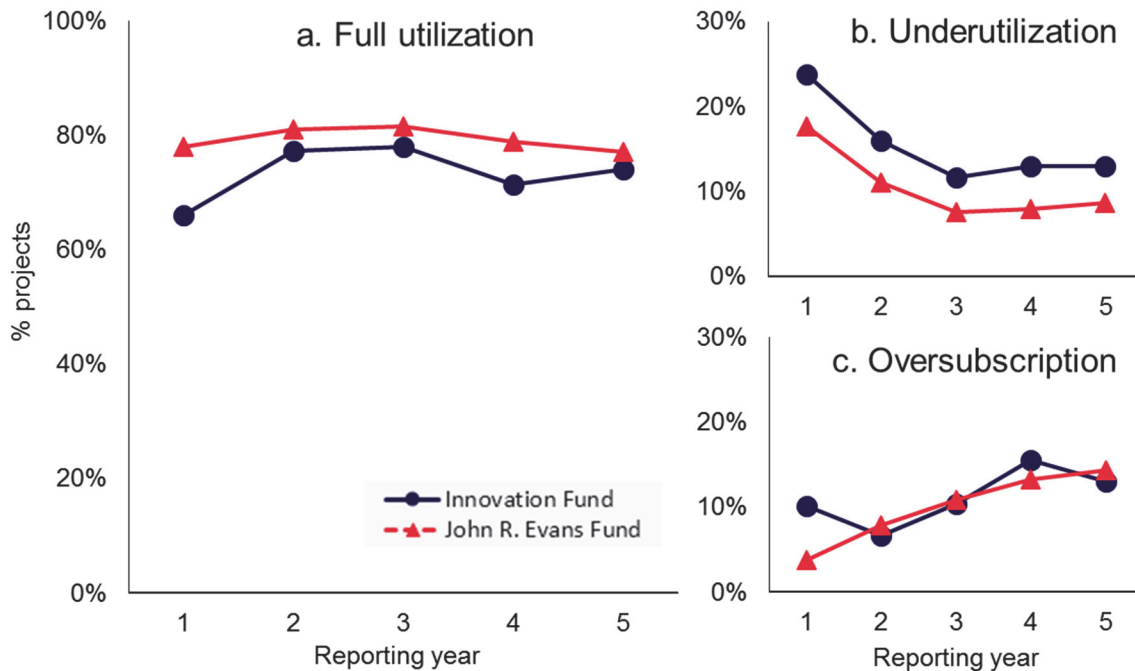 a. Full utilization
100%
80%
60%
40%
20%
0%
% projects
1 2 3 4 5
Reporting year
Innovation Fund
John R. Evans Fund
b. Underutilization
30%
20%
10%
0%
1 2 3 4 5
c. Oversubscription
30%
20%
10%
0%
1 2 3 4 5
Reporting year